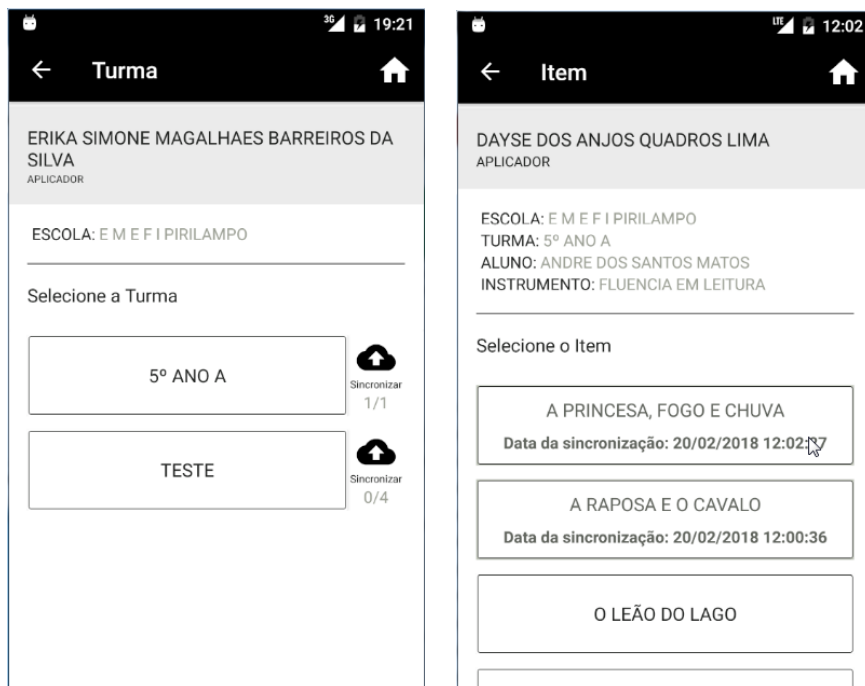 3G 19:21
Turma
ERIKA SIMONE MAGALHAES BARREIROS DA
SILVA
APLICADOR
ESCOLA: E M E F I PIRILAMPO
Selecione a Turma
5º ANO A
Sincronizar
1/1
TESTE
Sincronizar
0/4
LTE 12:02
Item
DAYSE DOS ANJOS QUADROS LIMA
APLICADOR
ESCOLA: E M E F I PIRILAMPO
TURMA: 5º ANO A
ALUNO: ANDRE DOS SANTOS MATOS
INSTRUMENTO: FLUENCIA EM LEITURA
Selecione o Item
A PRINCESA, FOGO E CHUVA
Data da sincronização: 20/02/2018
A RAPOSA E O CAVALO
Data da sincronização: 20/02/2018 12:00:36
O LEÃO DO LAGO